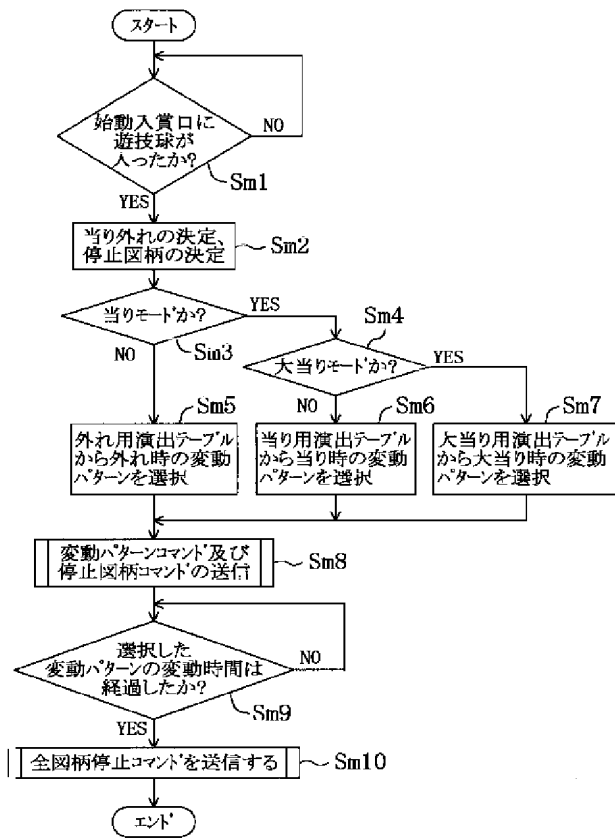 スタート
始動入賞口に
遊技球が
入ったか?
NO
Sm1
YES
当り外れの決定、
停止図柄の決定
Sm2
当りモードか?
YES
Sm3
NO
Sm4
大当りモードか?
YES
NO
Sm5
外れ用演出テーブル
から外れ時の変動
パターンを選択
Sm6
当り用演出テーブル
から当り時の変動
パターンを選択
Sm7
大当り用演出テーブル
から大当り時の変動
パターンを選択
変動パターンコマンド及び
停止図柄コマンドの送信
Sm8
選択した
変動パターンの変動時間は
経過したか?
NO
Sm9
YES
全図柄停止コマンドを送信する
Sm10
エンド